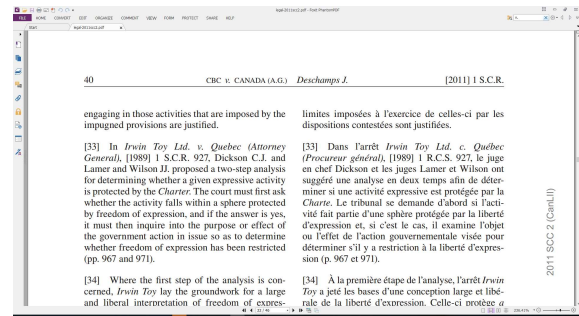 legal-2011scc2.pdf - Foxit PhantomPDF
FILE HOME CONVERT EDIT ORGANIZE COMMENT VIEW FORM PROTECT SHARE HELP
Start legal-2011scc2.pdf
40 CBC v. CANADA (A.G.) Deschamps J. [2011] 1 S.C.R.
engaging in those activities that are imposed by the
impugned provisions are justified.
[33] In Irwin Toy Ltd. v. Quebec (Attorney
General), [1989] 1 S.C.R. 927, Dickson C.J. and
Lamer and Wilson JJ. proposed a two-step analysis
for determining whether a given expressive activity
is protected by the Charter. The court must first ask
whether the activity falls within a sphere protected
by freedom of expression, and if the answer is yes,
it must then inquire into the purpose or effect of
the government action in issue so as to determine
whether freedom of expression has been restricted
(pp. 967 and 971).
[34] Where the first step of the analysis is con-
cerned, Irwin Toy lay the groundwork for a large
and liberal interpretation of freedom of expres-
limites imposées à l'exercice de celles-ci par les
dispositions contestées sont justifiées.
[33] Dans l'arrêt Irwin Toy Ltd. c. Québec
(Procureur général), [1989] 1 R.C.S. 927, le juge
en chef Dickson et les juges Lamer et Wilson ont
suggéré une analyse en deux temps afin de déter-
miner si une activité expressive est protégée par la
Charte. Le tribunal se demande d'abord si l'acti-
vité fait partie d'une sphère protégée par la liberté
d'expression et, si c'est le cas, il examine l'objet
ou l'effet de l'action gouvernementale visée pour
déterminer s'il y a restriction à la liberté d'expres-
sion (p. 967 et 971).
[34] À la première étape de l'analyse, l'arrêt Irwin
Toy a jeté les bases d'une conception large et libé-
rale de la liberté d'expression. Celle-ci protège a
2011 SCC 2 (CanLII)